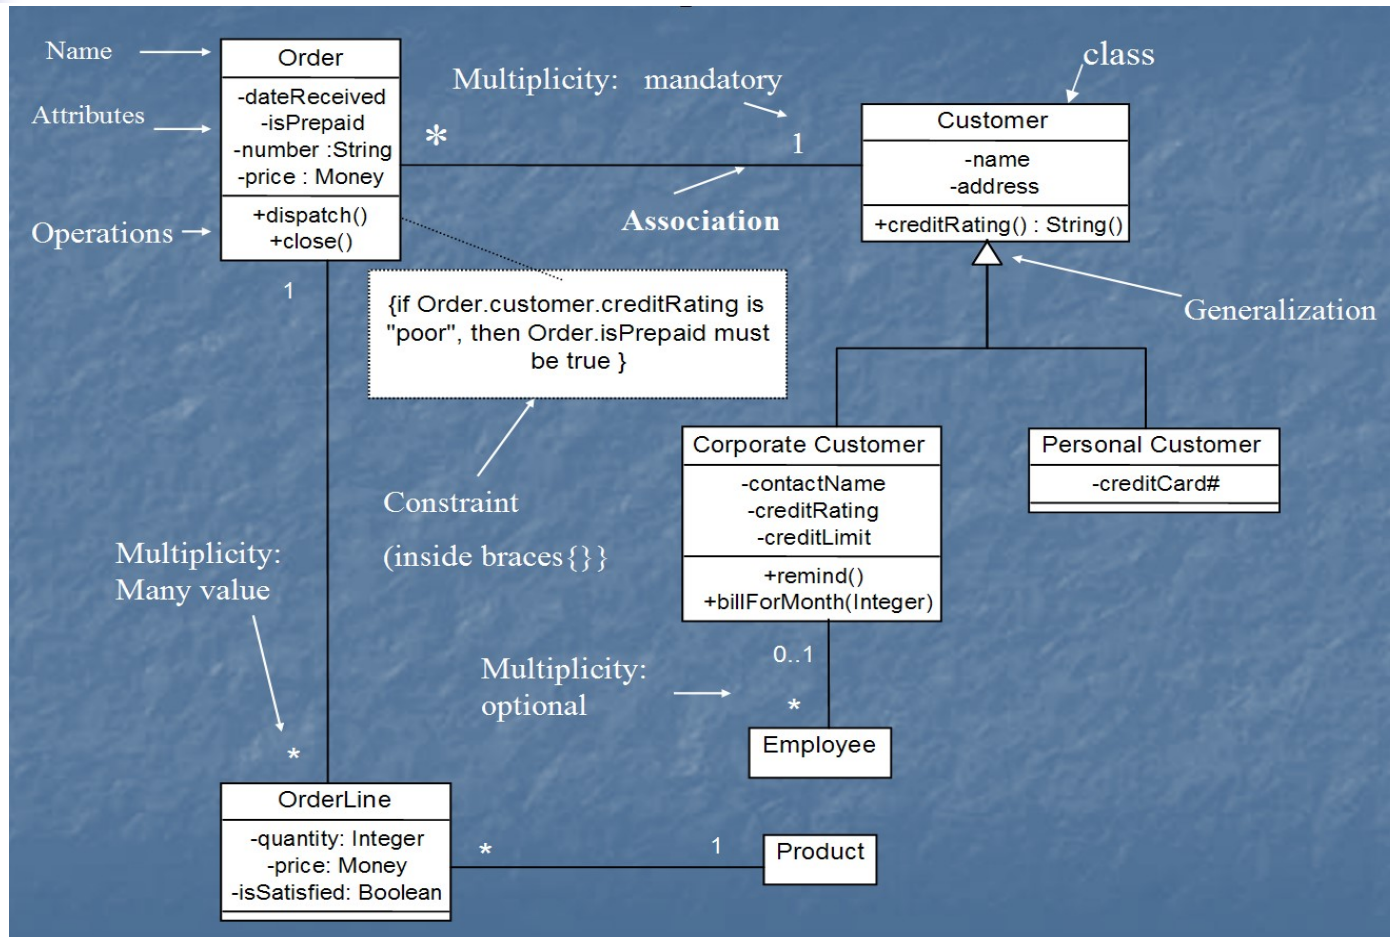 Name
Order
Attributes
-dateReceived
-isPrepaid
-number :String
-price : Money
Operations
+dispatch()
+close()
*
Multiplicity: mandatory
1
Association
class
Customer
-name
-address
+creditRating() : String()
Generalization
1
{if Order.customer.creditRating is
"poor", then Order.isPrepaid must
be true }
Constraint
(inside braces{}}
Corporate Customer
-contactName
-creditRating
-creditLimit
+remind()
+billForMonth(Integer)
Personal Customer
-creditCard#
Multiplicity:
Many value
*
Multiplicity:
optional
0..1
*
Employee
OrderLine
-quantity: Integer
-price: Money
-isSatisfied: Boolean
*
1
Product